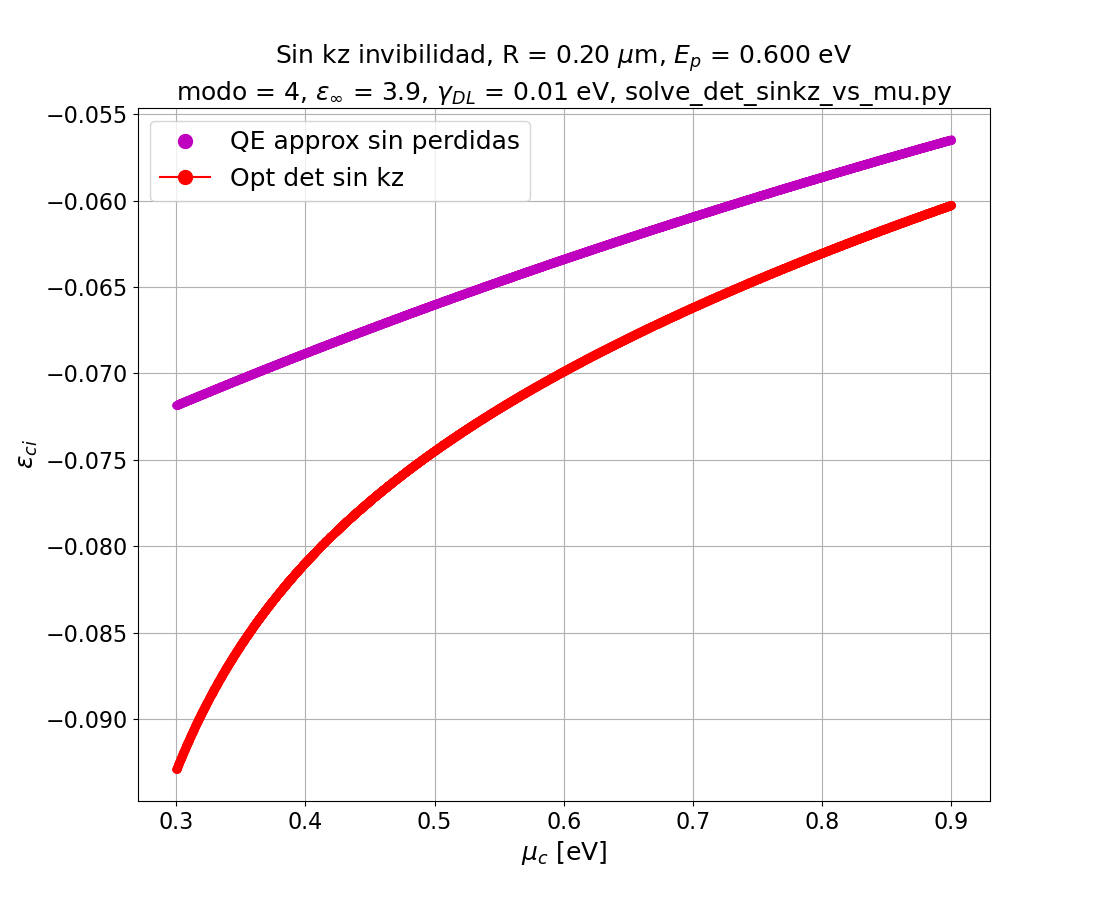 Sin kz invibilidad, R = 0.20 μm, E_p = 0.600 eV
modo = 4, ε_∞ = 3.9, γ_DL = 0.01 eV, solve_det_sinkz_vs_mu.py
QE approx sin perdidas
Opt det sin kz
−0.055
−0.060
−0.065
−0.070
−0.075
−0.080
−0.085
−0.090
ε_ci
0.3 0.4 0.5 0.6 0.7 0.8 0.9
μ_c [eV]